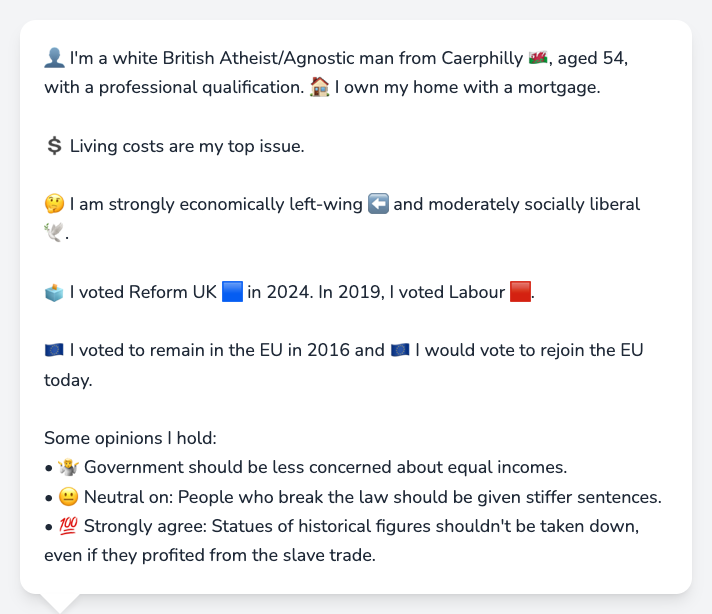 👤 I'm a white British Atheist/Agnostic man from Caerphilly 🏴󠁧󠁢󠁷󠁬󠁳󠁿, aged 54,
with a professional qualification. 🏠 I own my home with a mortgage.
💲 Living costs are my top issue.
🤔 I am strongly economically left-wing ⬅️ and moderately socially liberal
🕊️.
🗳️ I voted Reform UK 🟦 in 2024. In 2019, I voted Labour 🟥.
🇪🇺 I voted to remain in the EU in 2016 and 🇪🇺 I would vote to rejoin the EU
today.
Some opinions I hold:
• 🤷 Government should be less concerned about equal incomes.
• 😐 Neutral on: People who break the law should be given stiffer sentences.
• 💯 Strongly agree: Statues of historical figures shouldn't be taken down,
even if they profited from the slave trade.